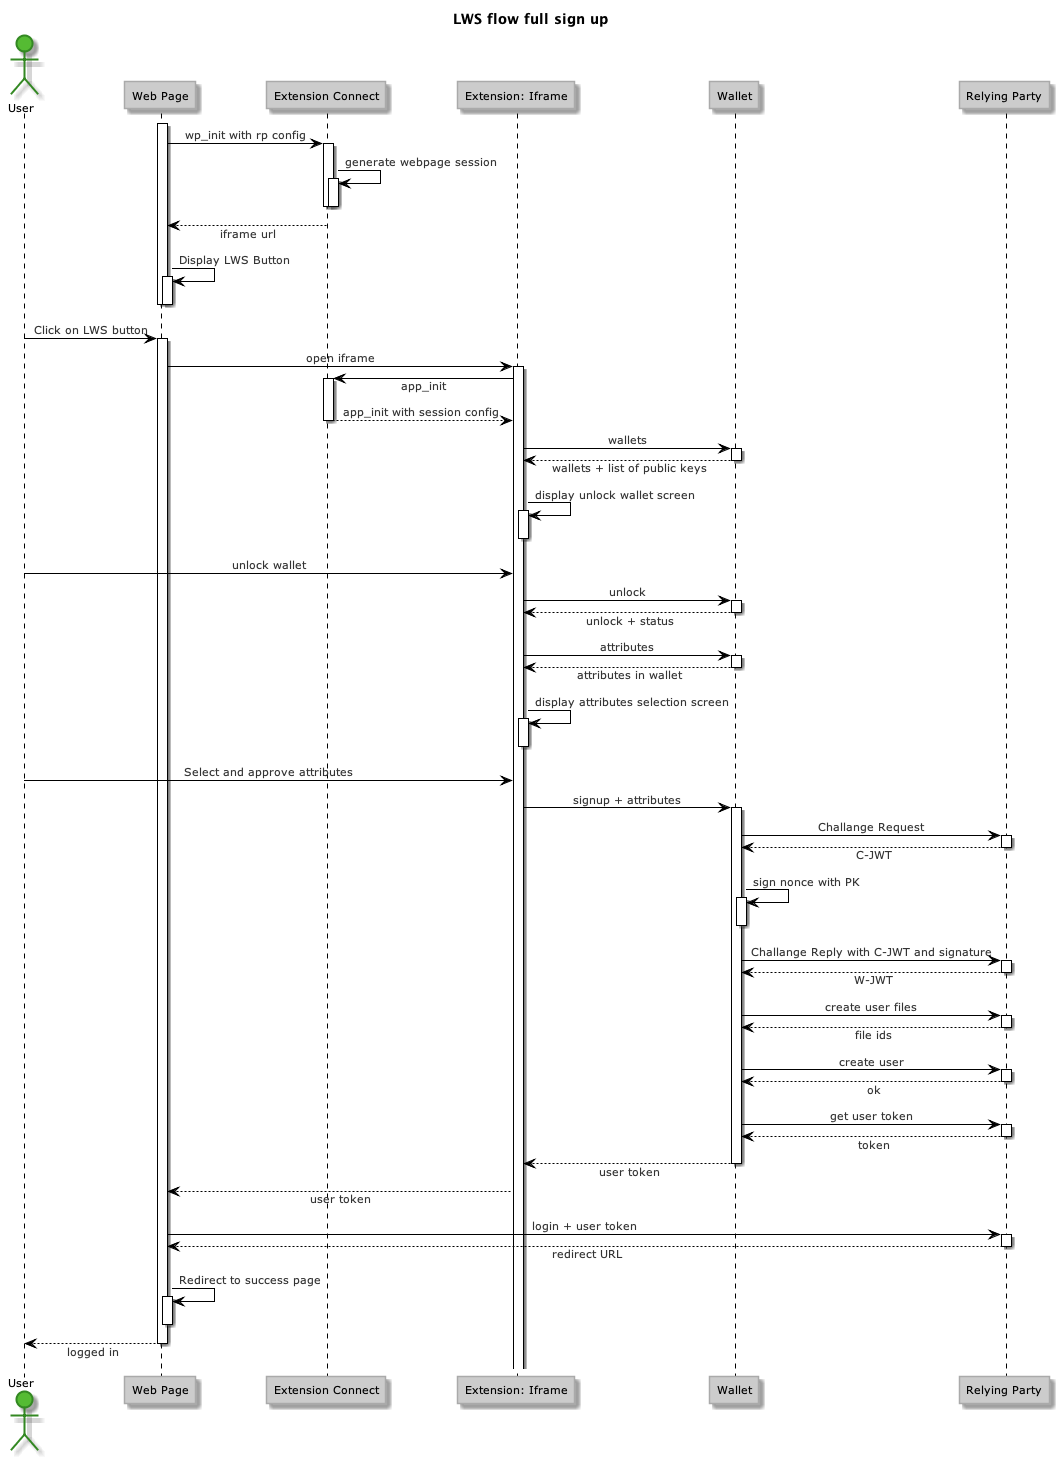 LWS flow full sign up
User
Web Page
Extension Connect
Extension: Iframe
Wallet
Relying Party
wp_init with rp config
generate webpage session
iframe url
Display LWS Button
Click on LWS button
open iframe
app_init
app_init with session config
wallets
wallets + list of public keys
display unlock wallet screen
unlock wallet
unlock
unlock + status
attributes
attributes in wallet
display attributes selection screen
Select and approve attributes
signup + attributes
Challange Request
C-JWT
sign nonce with PK
Challange Reply with C-JWT and signature
W-JWT
create user files
file ids
create user
ok
get user token
token
user token
user token
login + user token
redirect URL
Redirect to success page
logged in
User
Web Page
Extension Connect
Extension: Iframe
Wallet
Relying Party